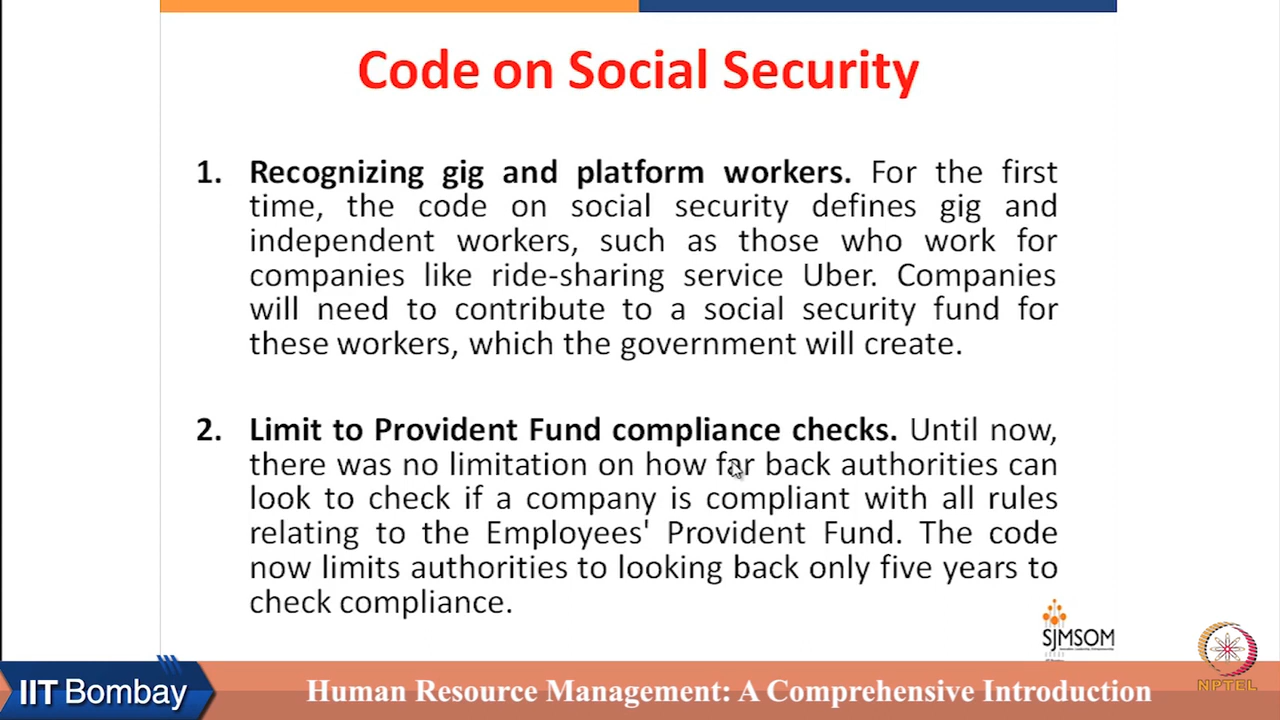 Code on Social Security
1. Recognizing gig and platform workers. For the first
time, the code on social security defines gig and
independent workers, such as those who work for
companies like ride-sharing service Uber. Companies
will need to contribute to a social security fund for
these workers, which the government will create.
2. Limit to Provident Fund compliance checks. Until now,
there was no limitation on how far back authorities can
look to check if a company is compliant with all rules
relating to the Employees' Provident Fund. The code
now limits authorities to looking back only five years to
check compliance.
SJMSOM
IIT Bombay
Human Resource Management: A Comprehensive Introduction
NPTEL